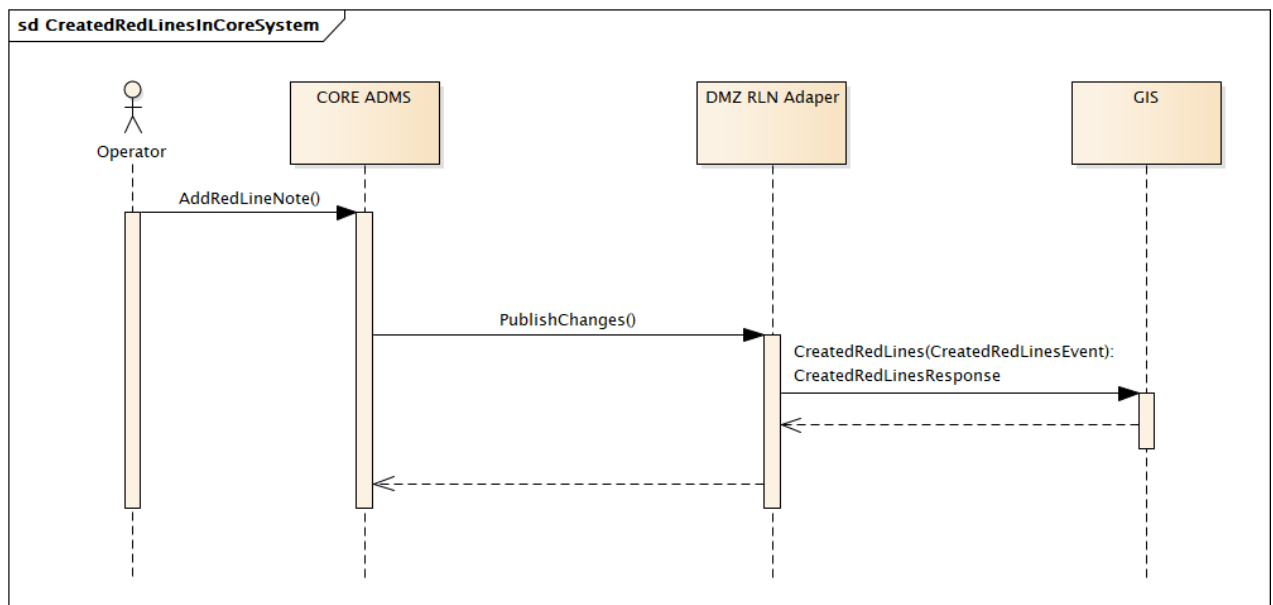 sd CreatedRedLinesInCoreSystem
Operator
CORE ADMS
DMZ RLN Adaper
GIS
AddRedLineNote()
PublishChanges()
CreatedRedLines(CreatedRedLinesEvent):
CreatedRedLinesResponse